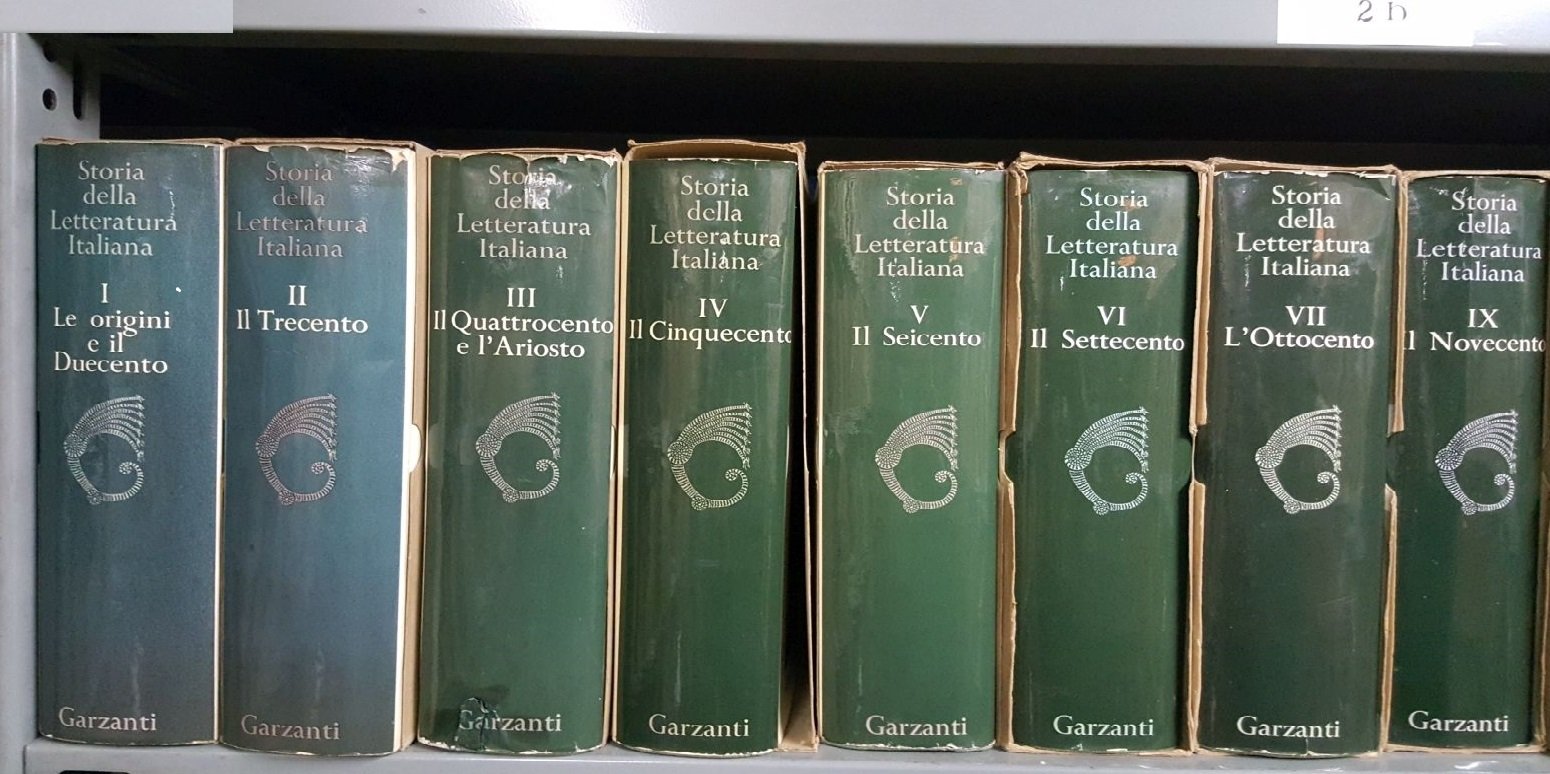 2 h
Storia
della
Letteratura
Italiana
I
Le origini
e il
Duecento
Garzanti
Storia
della
Letteratura
Italiana
II
Il Trecento
Garzanti
Storia
della
Letteratura
Italiana
III
Il Quattrocento
e l'Ariosto
Garzanti
Storia
della
Letteratura
Italiana
IV
Il Cinquecento
Garzanti
Storia
della
Letteratura
Italiana
V
Il Seicento
Garzanti
Storia
della
Letteratura
Italiana
VI
Il Settecento
Garzanti
Storia
della
Letteratura
Italiana
VII
L'Ottocento
Garzanti
Storia
della
Letteratura
Italiana
IX
Il Novecento
Garzanti